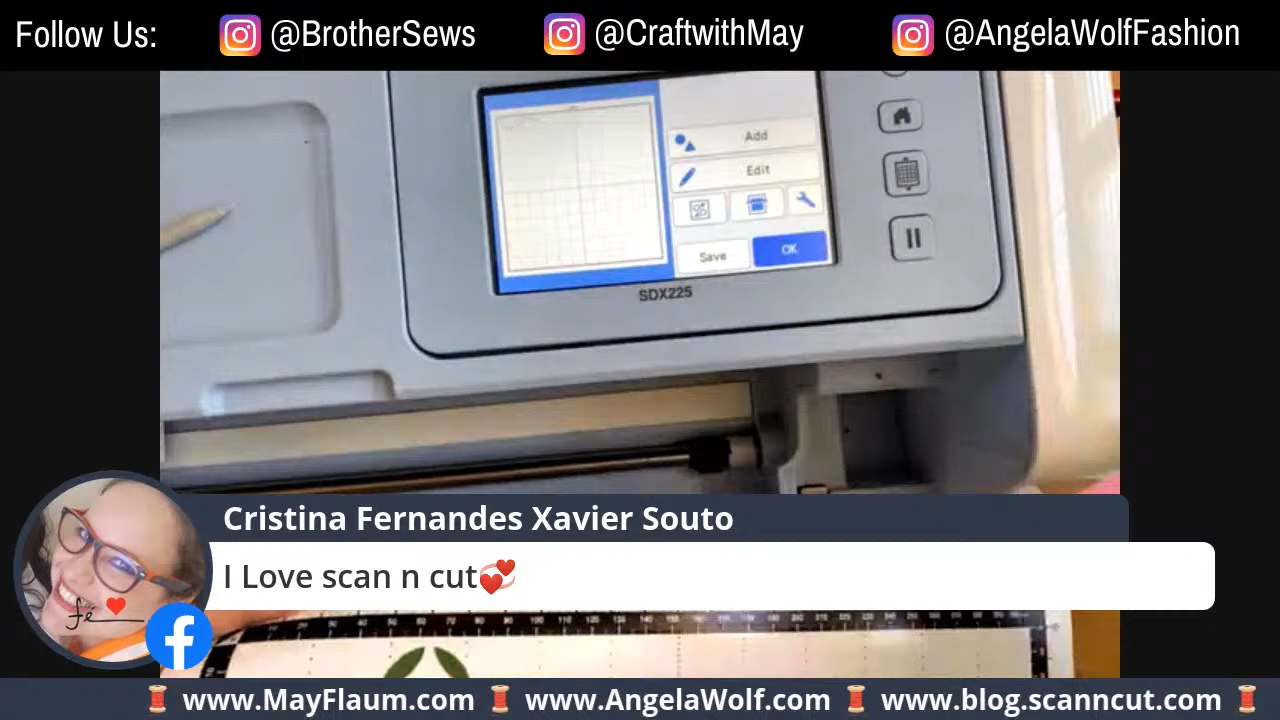 Follow Us: @BrotherSews @CraftwithMay @AngelaWolfFashion
Add
Edit
Save OK
SDX225
Cristina Fernandes Xavier Souto
I Love scan n cut💞
fé
www.MayFlaum.com www.AngelaWolf.com www.blog.scanncut.com